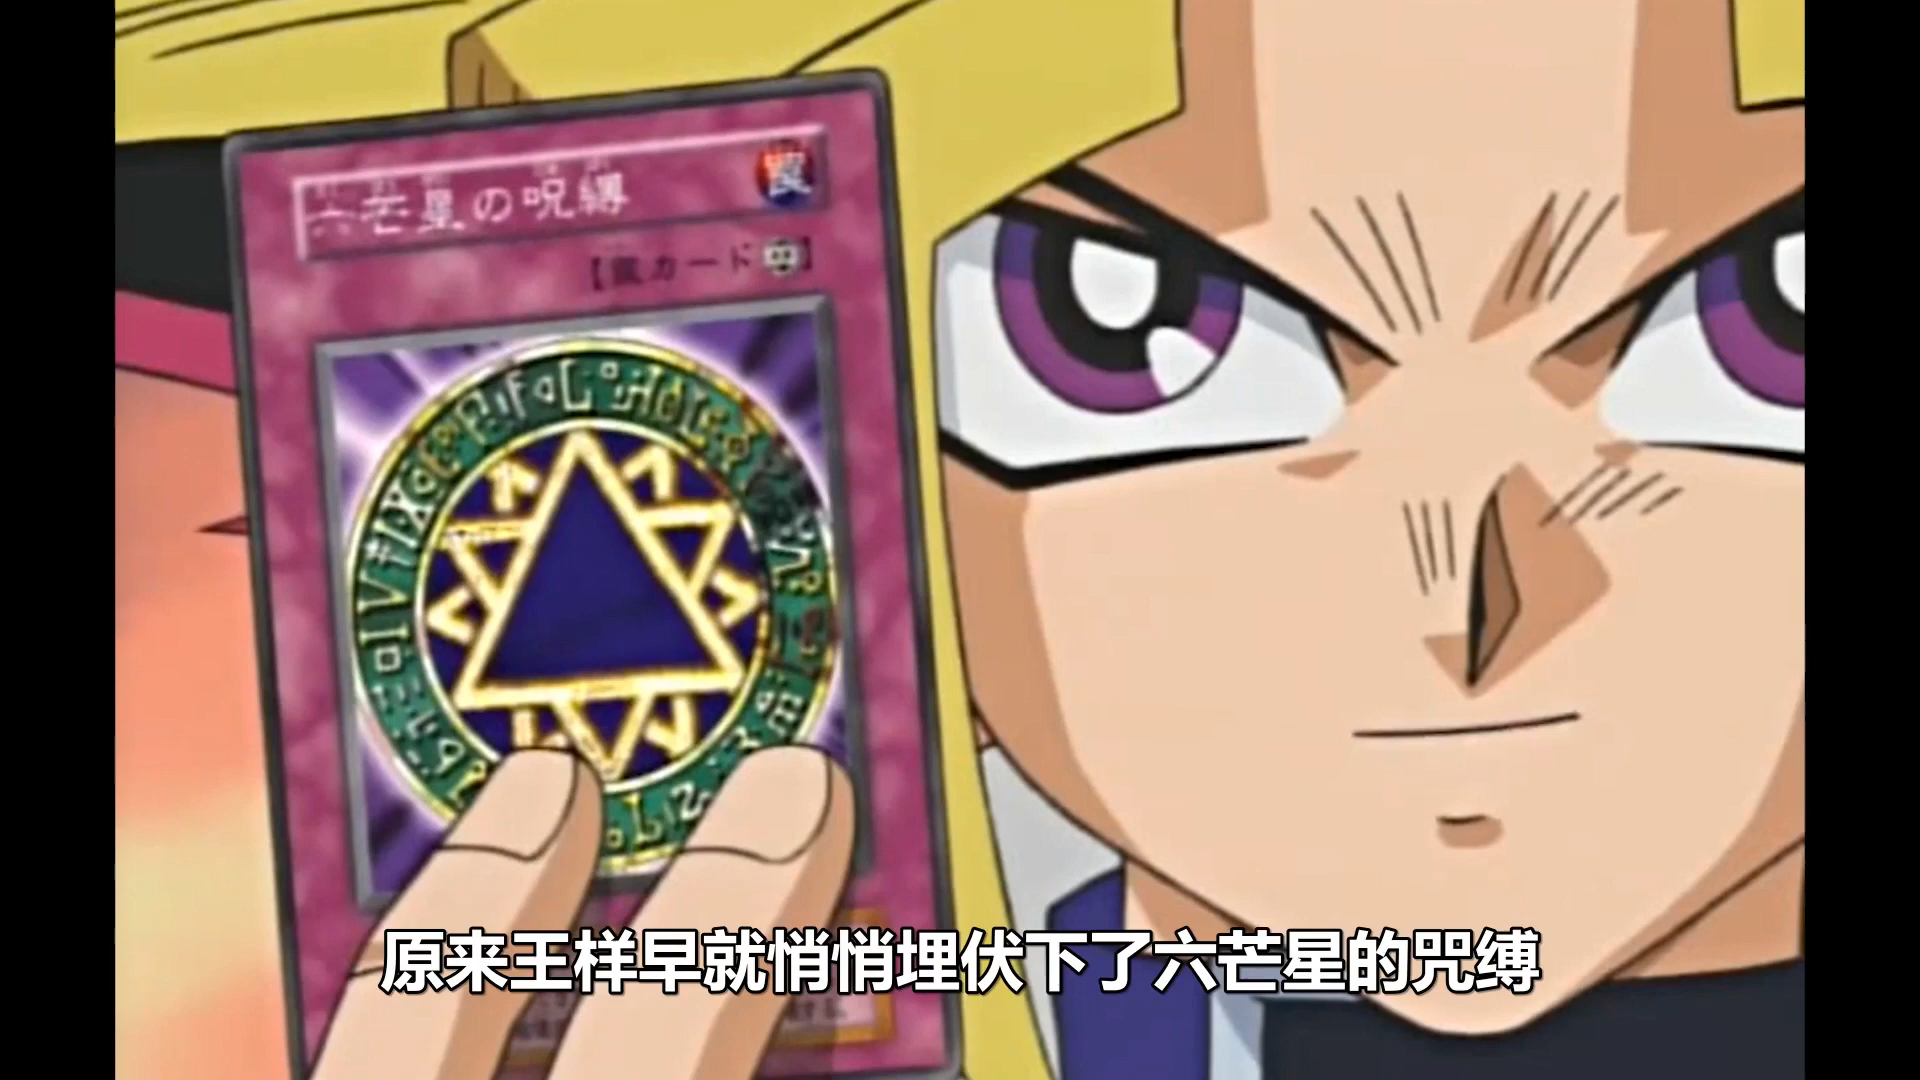 六芒星の呪縛
罠
【罠カード
原来王样早就悄悄埋伏下了六芒星的咒缚